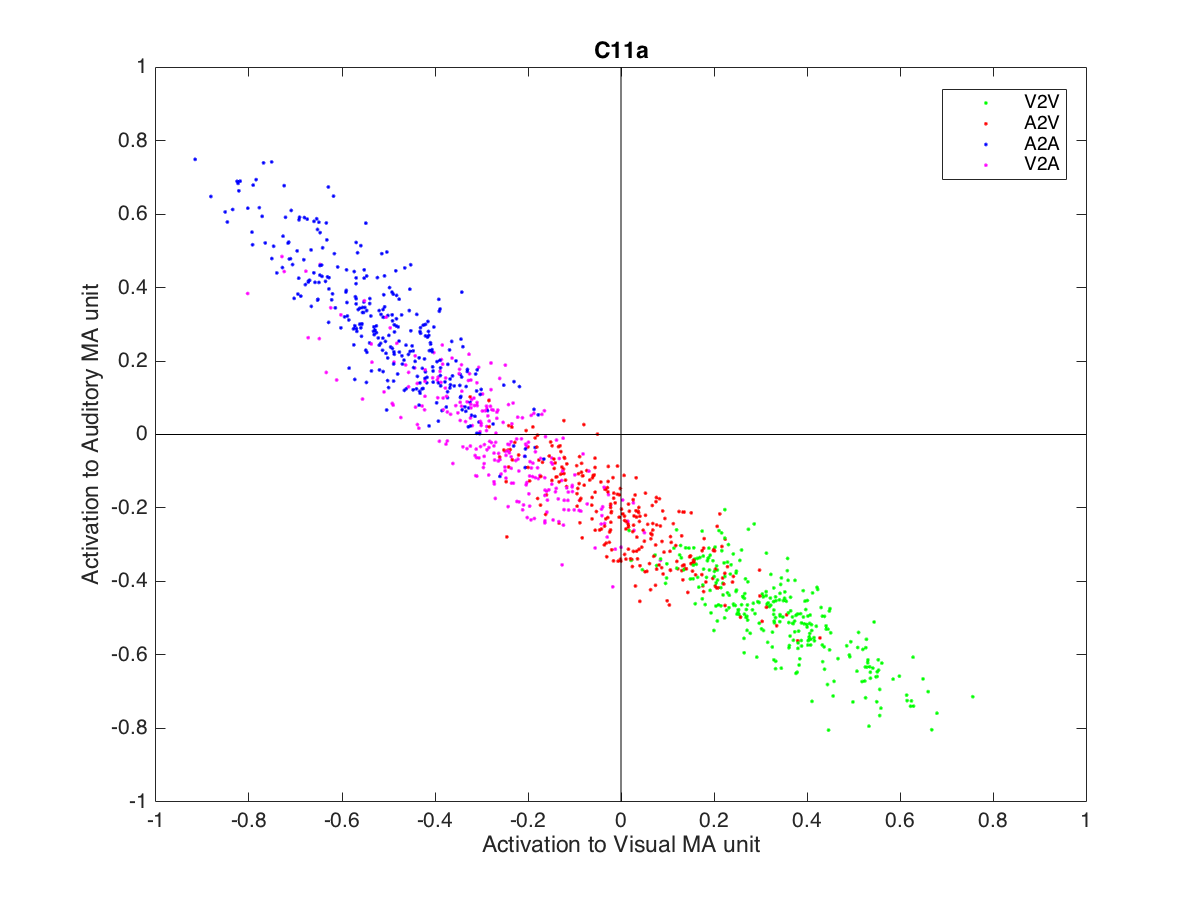 C11a
1
0.8
0.6
0.4
0.2
0
-0.2
-0.4
-0.6
-0.8
-1
Activation to Auditory MA unit
V2V
A2V
A2A
V2A
-1 -0.8 -0.6 -0.4 -0.2 0 0.2 0.4 0.6 0.8 1
Activation to Visual MA unit